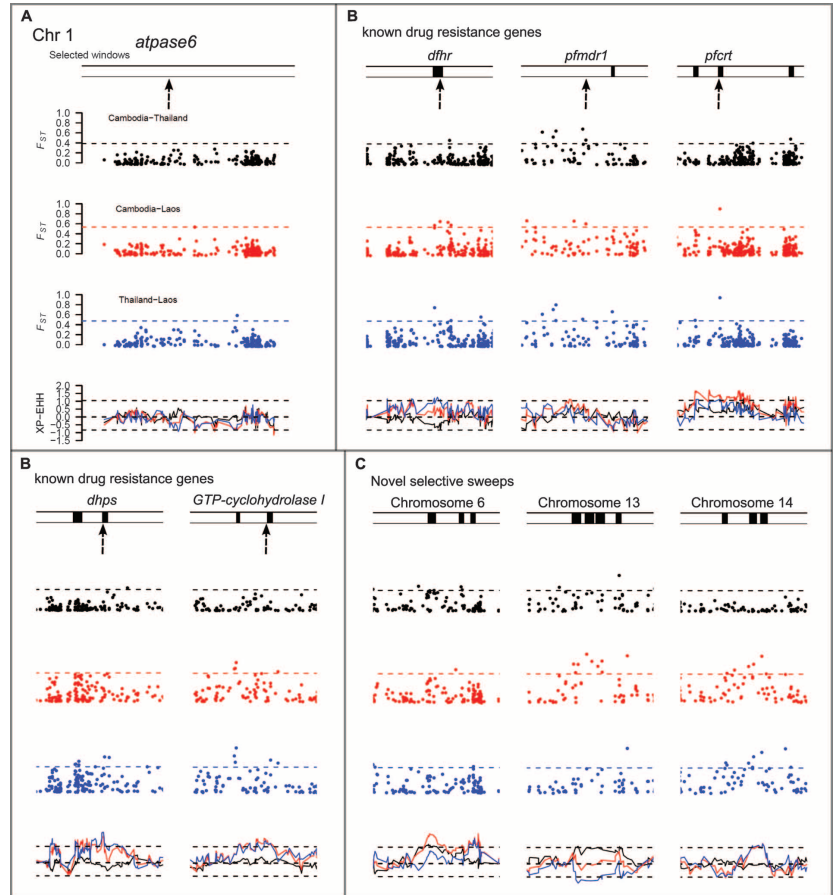 A
Chr 1
atpase6
Selected windows
Cambodia-Thailand
FST
1.0
0.8
0.6
0.4
0.2
0.0
Cambodia-Laos
FST
1.0
0.8
0.6
0.4
0.2
0.0
Thailand-Laos
FST
1.0
0.8
0.6
0.4
0.2
0.0
XP-EHH
2.0
1.5
1.0
0.5
0.0
-0.5
-1.0
-1.5
B
known drug resistance genes
dfhr pfmdr1 pfcrt
B
known drug resistance genes
dhps GTP-cyclohydrolase I
C
Novel selective sweeps
Chromosome 6 Chromosome 13 Chromosome 14